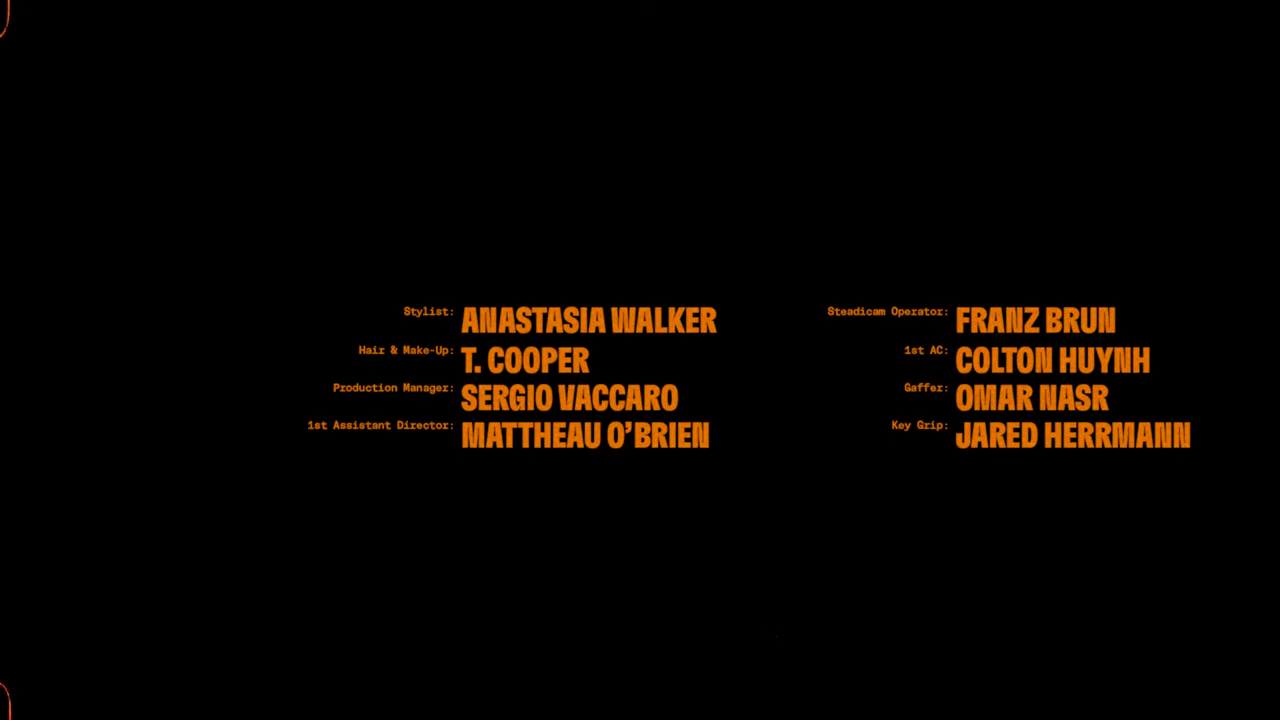 Stylist: ANASTASIA WALKER
Hair & Make-Up: T. COOPER
Production Manager: SERGIO VACCARO
1st Assistant Director: MATTHEAU O’BRIEN
Steadicam Operator: FRANZ BRUN
1st AC: COLTON HUYNH
Gaffer: OMAR NASR
Key Grip: JARED HERRMANN